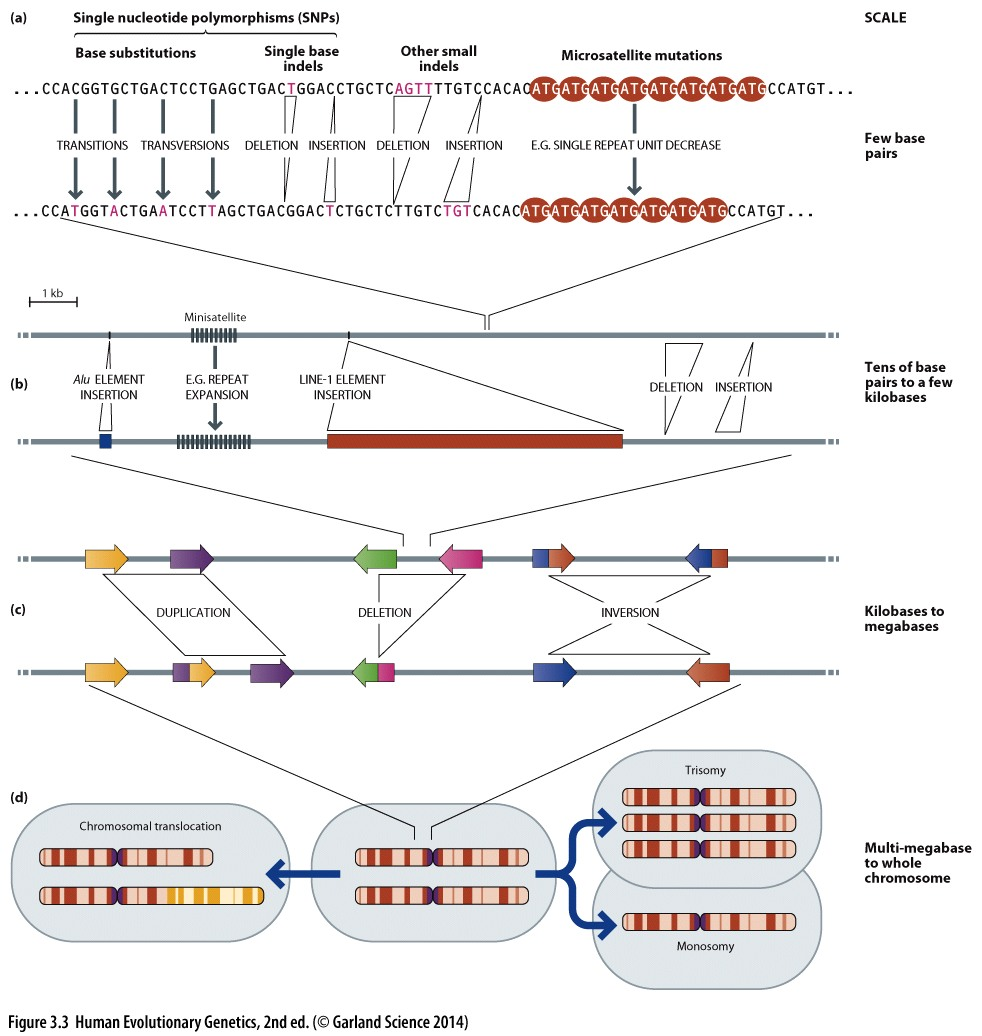 (a)
Single nucleotide polymorphisms (SNPs)
SCALE
Base substitutions
Single base
indels
Other small
indels
Microsatellite mutations
...CCACGGTGCTGACTCCTGAGCTGACTGGACCTGCTCAGTTTTGTCCACACATGATGATGATGATGATGATGATGCCATGT...
TRANSITIONS TRANSVERSIONS DELETION INSERTION DELETION INSERTION E.G. SINGLE REPEAT UNIT DECREASE
Few base
pairs
...CCATGGTACTGAATCCTTAGCTGACGGACTCTGCTCTTGTCTGTCACACATGATGATGATGATGATGATGCCATGT...
1 kb
Minisatellite
(b)
Alu ELEMENT
INSERTION
E.G. REPEAT
EXPANSION
LINE-1 ELEMENT
INSERTION
DELETION INSERTION
Tens of base
pairs to a few
kilobases
(c)
DUPLICATION DELETION INVERSION
Kilobases to
megabases
(d)
Chromosomal translocation
Trisomy
Monosomy
Multi-megabase
to whole
chromosome
Figure 3.3 Human Evolutionary Genetics, 2nd ed. (© Garland Science 2014)